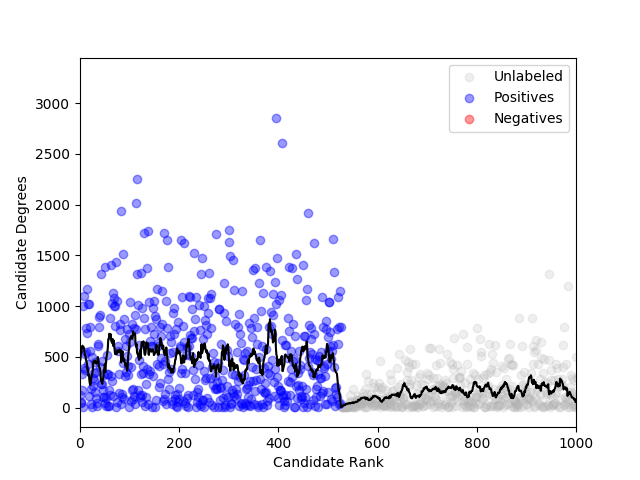 Unlabeled
Positives
Negatives
3000
2500
2000
1500
1000
500
0
Candidate Degrees
0 200 400 600 800 1000
Candidate Rank